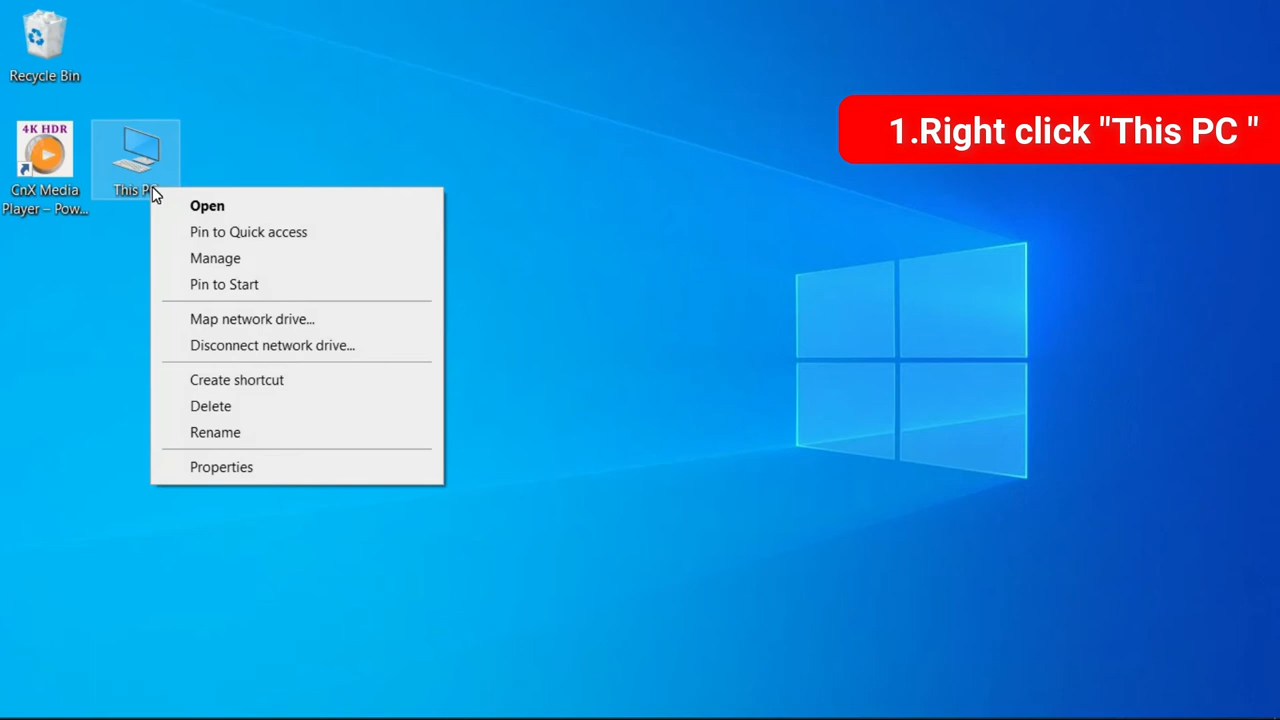 Recycle Bin
4K HDR
CnX Media
Player – Pow...
This P
1.Right click "This PC "
Open
Pin to Quick access
Manage
Pin to Start
Map network drive...
Disconnect network drive...
Create shortcut
Delete
Rename
Properties